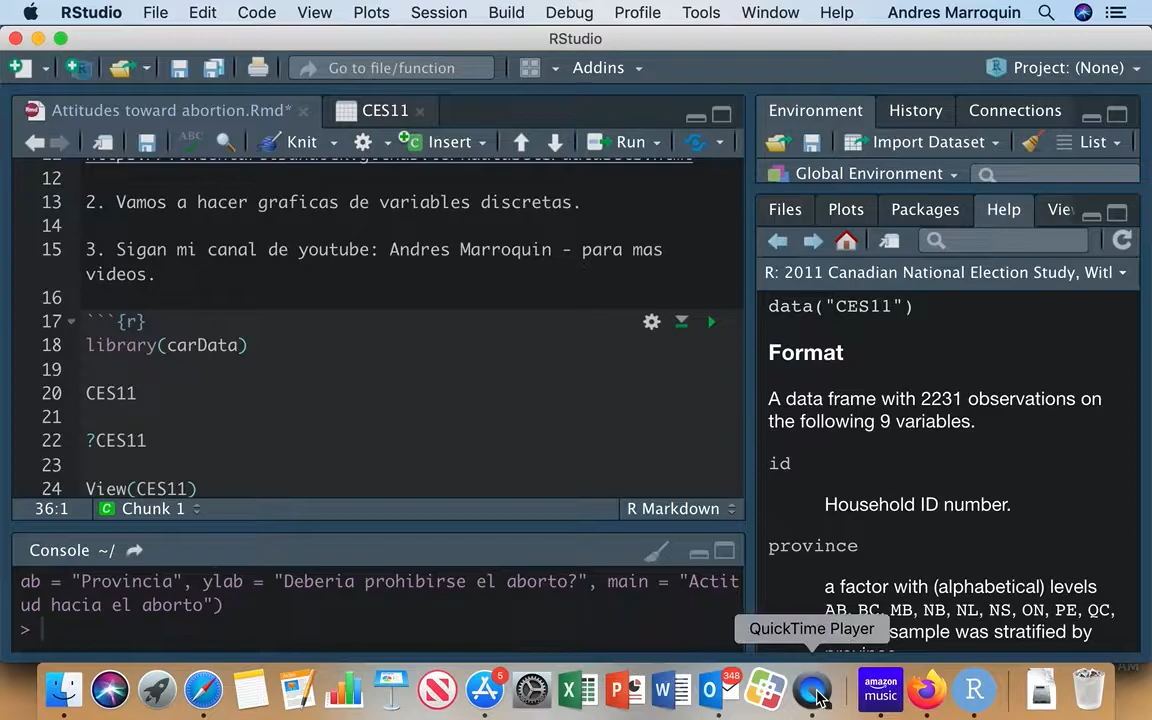 RStudio File Edit Code View Plots Session Build Debug Profile Tools Window Help Andres Marroquin
RStudio
Go to file/function Addins Project: (None)
Attitudes toward abortion.Rmd* CES11
ABC Knit Insert Run
12
13 2. Vamos a hacer graficas de variables discretas.
14
15 3. Sigan mi canal de youtube: Andres Marroquin - para mas
videos.
16
17 ```{r}
18 library(carData)
19
20 CES11
21
22 ?CES11
23
24 View(CES11)
36:1 C Chunk 1 R Markdown
Console ~/
ab = "Provincia", ylab = "Deberia prohibirse el aborto?", main = "Actit
ud hacia el aborto")
>
Environment History Connections
Import Dataset List
Global Environment
Files Plots Packages Help Vie
R: 2011 Canadian National Election Study, Witl
data("CES11")
Format
A data frame with 2231 observations on
the following 9 variables.
id
Household ID number.
province
a factor with (alphabetical) levels
AB, BC, MB, NB, NL, NS, ON, PE, QC,
sample was stratified by
QuickTime Player
5
348
X P W O
amazon
music
R
AM